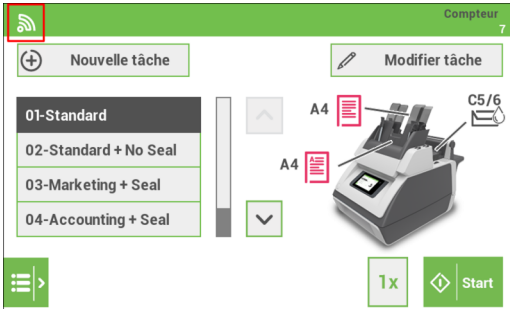 Compteur
7
Nouvelle tâche
Modifier tâche
01-Standard
02-Standard + No Seal
03-Marketing + Seal
04-Accounting + Seal
A4
C5/6
A4
1x
Start